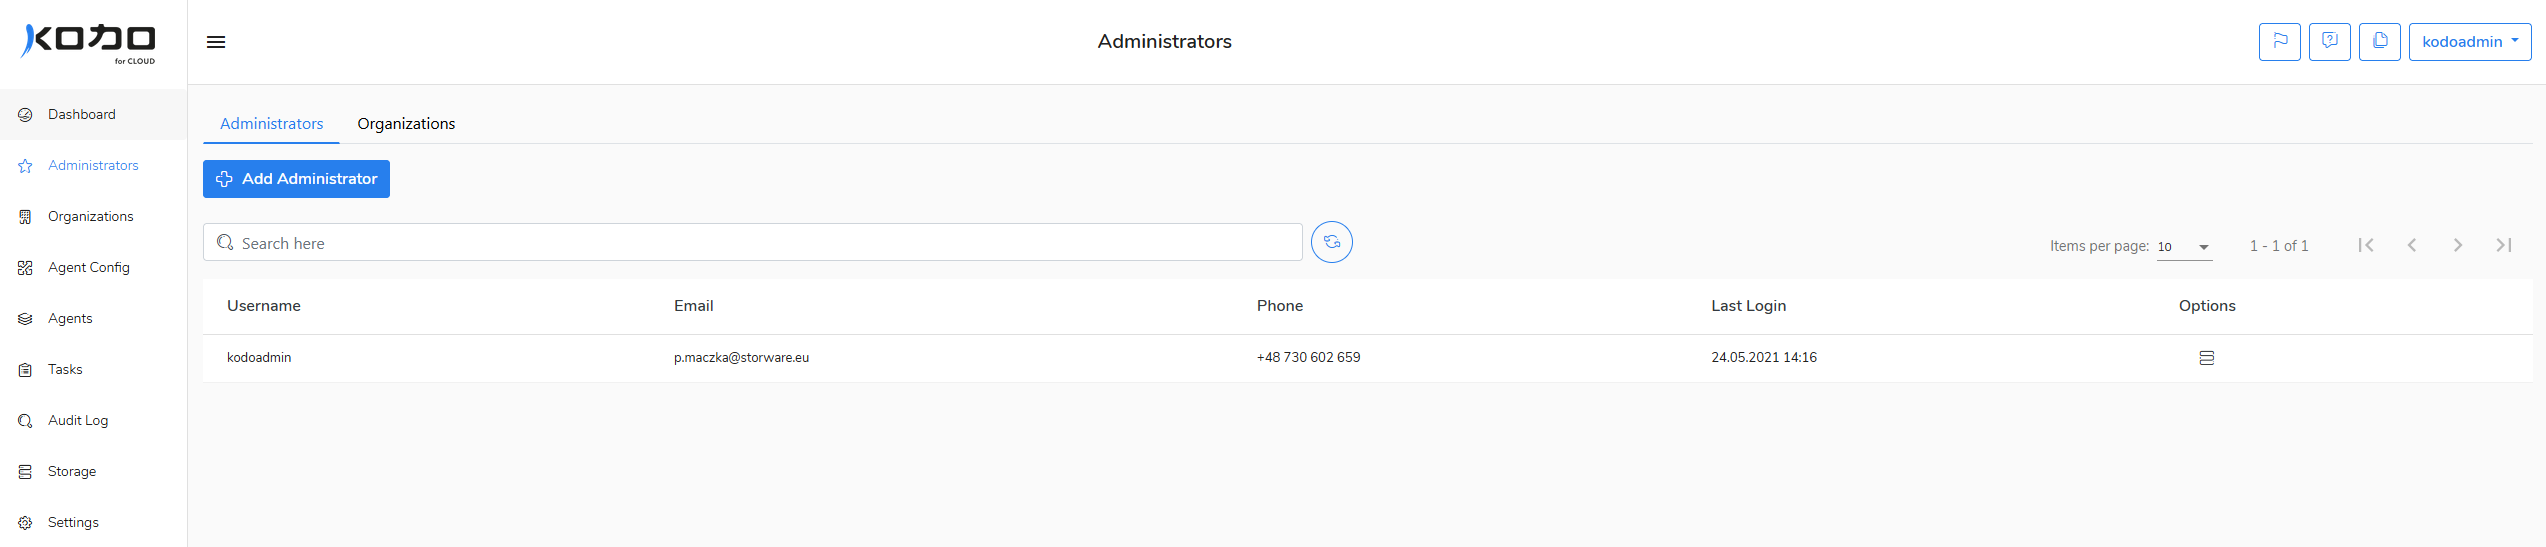 KODO
for CLOUD
Administrators
kodoadmin
Dashboard
Administrators
Organizations
Agent Config
Agents
Tasks
Audit Log
Storage
Settings
Administrators Organizations
Add Administrator
Search here
Items per page: 10 1 - 1 of 1
Username Email Phone Last Login Options
kodoadmin p.maczka@storware.eu +48 730 602 659 24.05.2021 14:16